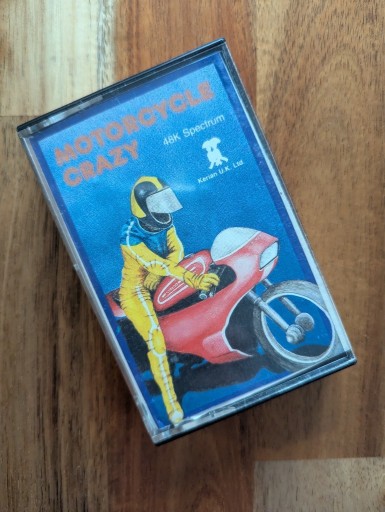 MOTORCYCLE
CRAZY
48K Spectrum
Kerian U.K. Ltd